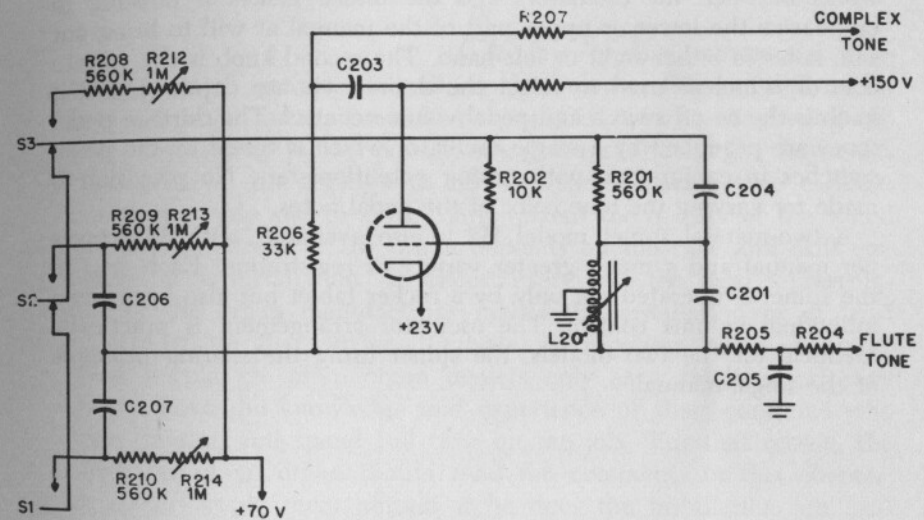 R207
COMPLEX
TONE
R208
560K
R212
1M
C203
+150V
S3
R202
10K
R201
560K
C204
R209
560K
R213
1M
R206
33K
S2
C206
+23V
L20
C201
R205
R204
FLUTE
TONE
C205
C207
R210
560K
R214
1M
S1
+70V